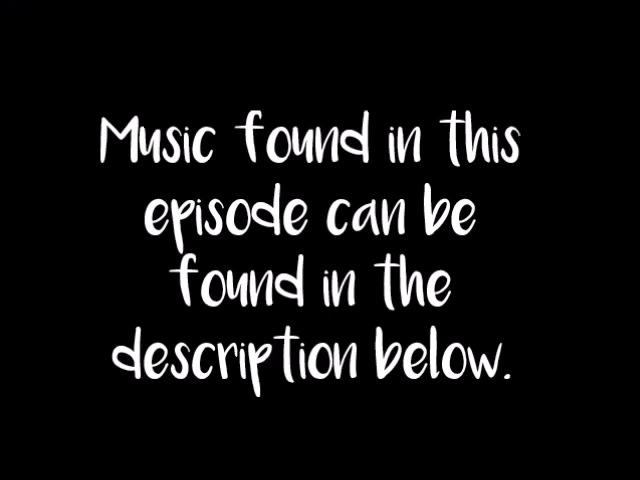 Music found in this
episode can be
found in the
description below.